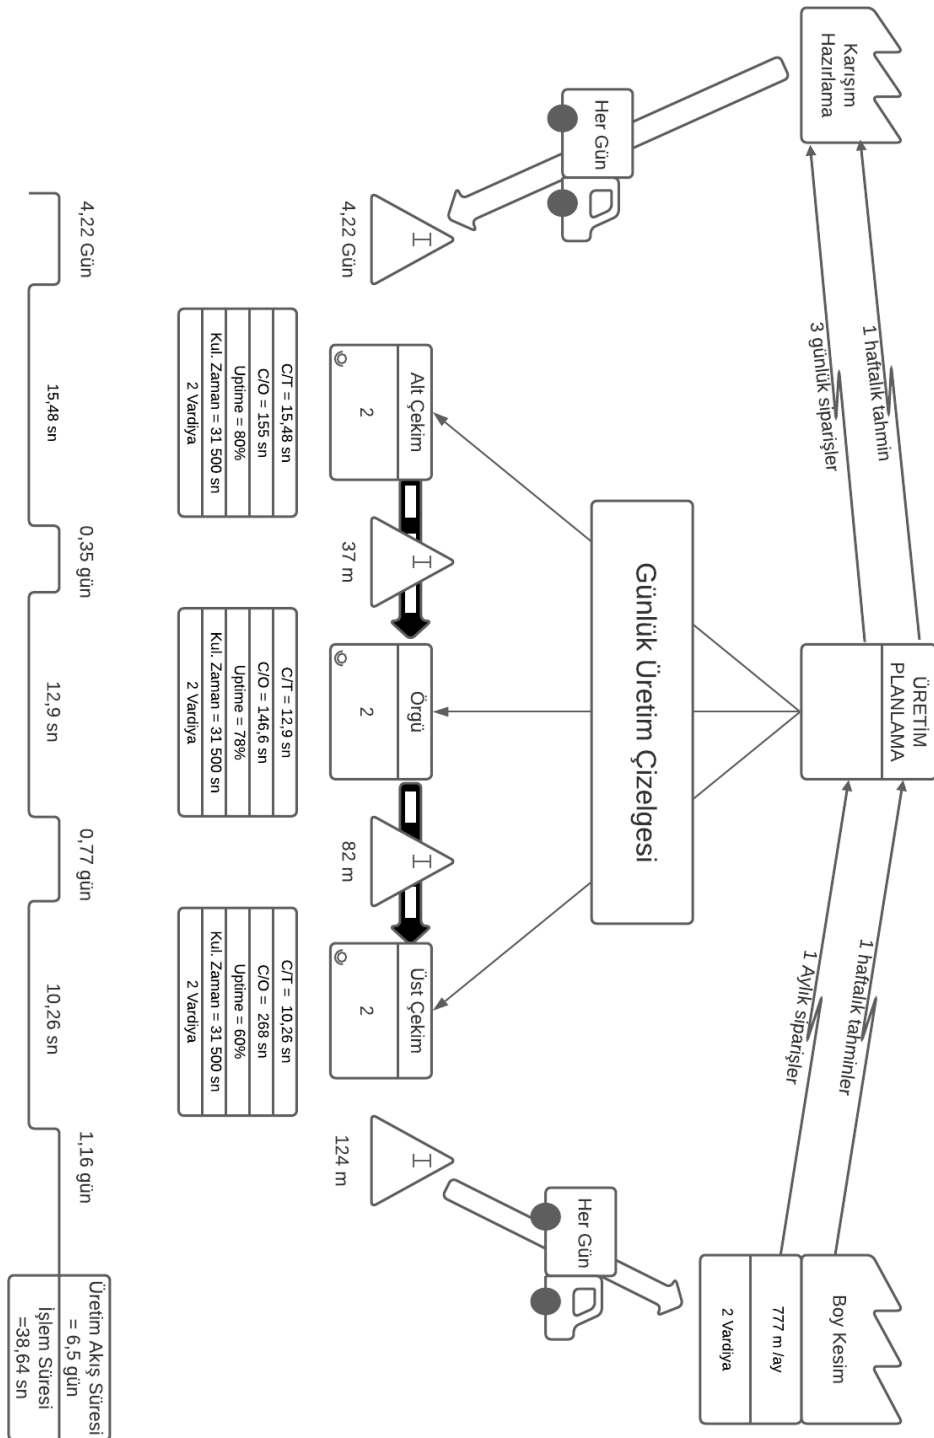 Karışım
Hazırlama
ÜRETİM
PLANLAMA
Boy Kesim
777 m /ay
2 Vardiya
1 haftalık tahmin
3 günlük siparişler
1 haftalık tahminler
1 Aylık siparişler
Her Gün
Günlük Üretim Çizelgesi
Her Gün
I
4,22 Gün
Alt Çekim
2
I
37 m
Örgü
2
I
82 m
Üst Çekim
2
I
124 m
C/T = 15,48 sn
C/O = 155 sn
Uptime = 80%
Kul. Zaman = 31 500 sn
2 Vardiya
C/T = 12,9 sn
C/O = 146,6 sn
Uptime = 78%
Kul. Zaman = 31 500 sn
2 Vardiya
C/T = 10,26 sn
C/O = 268 sn
Uptime = 60%
Kul. Zaman = 31 500 sn
2 Vardiya
4,22 Gün
15,48 sn
0,35 gün
12,9 sn
0,77 gün
10,26 sn
1,16 gün
Üretim Akış Süresi
= 6,5 gün
İşlem Süresi
=38,64 sn